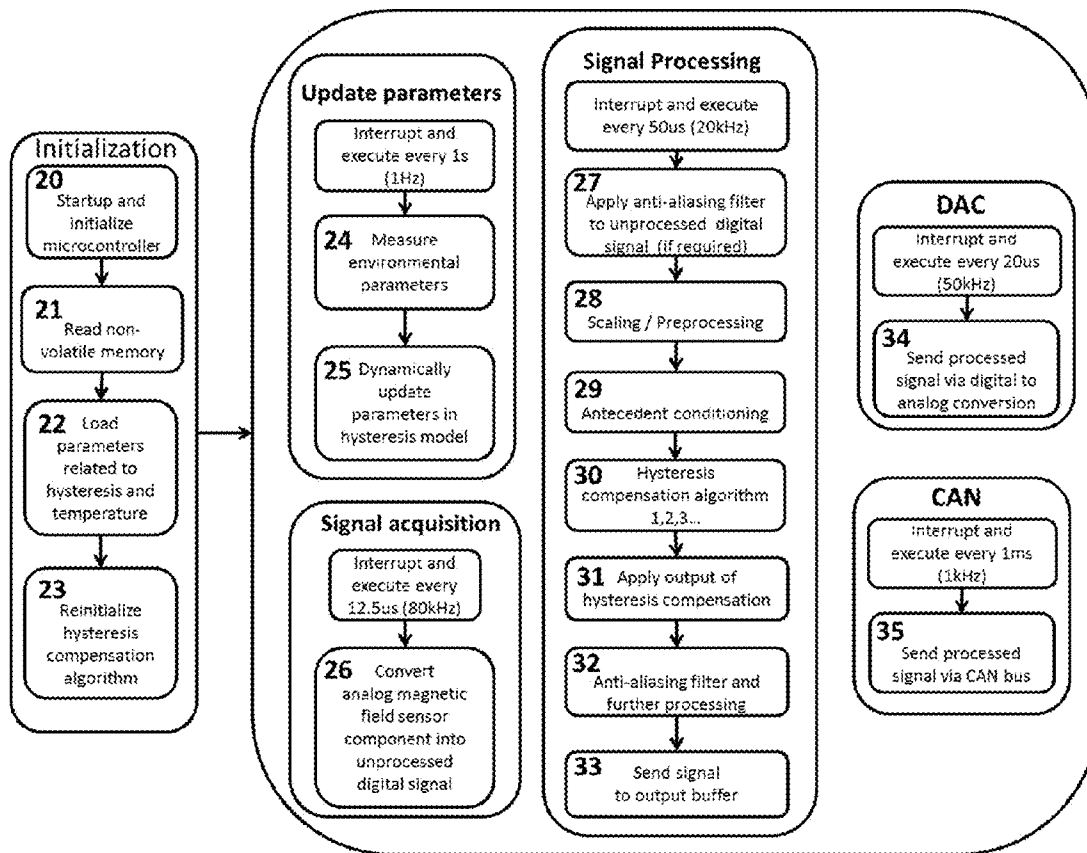 Initialization
20
Startup and
initialize
microcontroller
21
Read non-
volatile memory
22 Load
parameters
related to
hysteresis and
temperature
23
Reinitialize
hysteresis
compensation
algorithm
Update parameters
Interrupt and
execute every 1s
(1Hz)
24 Measure
environmental
parameters
25 Dynamically
update
parameters in
hysteresis model
Signal acquisition
Interrupt and
execute every
12.5us (80kHz)
26 Convert
analog magnetic
field sensor
component into
unprocessed
digital signal
Signal Processing
Interrupt and execute
every 50us (20kHz)
27
Apply anti-aliasing filter
to unprocessed digital
signal (if required)
28
Scaling / Preprocessing
29
Antecedent conditioning
30 Hysteresis
compensation algorithm
1,2,3...
31 Apply output of
hysteresis compensation
32
Anti-aliasing filter and
further processing
33 Send signal
to output buffer
DAC
Interrupt and
execute every 20us
(50kHz)
34 Send processed
signal via digital to
analog conversion
CAN
Interrupt and
execute every 1ms
(1kHz)
35
Send processed
signal via CAN bus